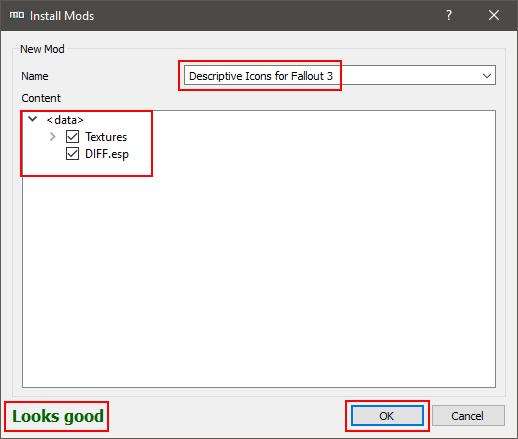 Install Mods
New Mod
Name
Descriptive Icons for Fallout 3
Content
<data>
Textures
DIFF.esp
Looks good
OK
Cancel